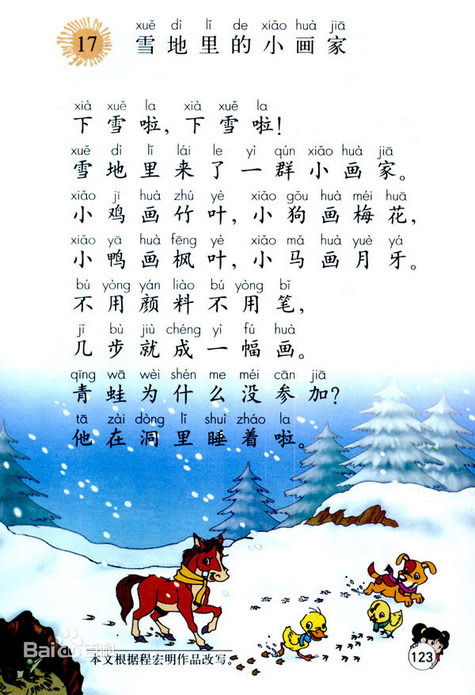 xuě dì lǐ de xiǎo huà jiā
17 雪地里的小画家
xià xuě la xià xuě la
下雪啦，下雪啦！
xuě dì lǐ lái le yì qún xiǎo huà jiā
雪地里来了一群小画家。
xiǎo jī huà zhú yè xiǎo gǒu huà méi huā
小鸡画竹叶，小狗画梅花，
xiǎo yā huà fēng yè xiǎo mǎ huà yuè yá
小鸭画枫叶，小马画月牙。
bú yòng yán liào bú yòng bǐ
不用颜料不用笔，
jǐ bù jiù chéng yì fú huà
几步就成一幅画。
qīng wā wèi shén me méi cān jiā
青蛙为什么没参加？
tā zài dòng lǐ shuì zháo la
他在洞里睡着啦。
Bai 百科
本文根据程宏明作品改写。
123